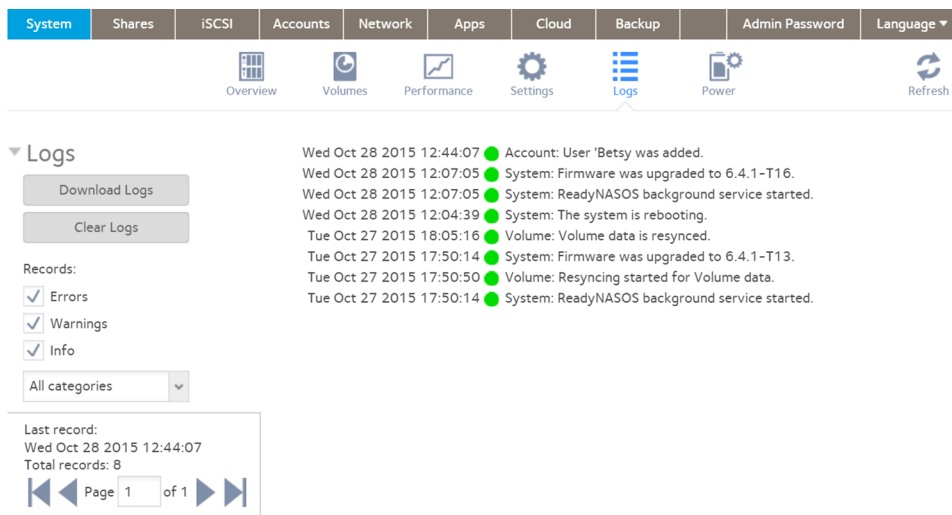 System Shares iSCSI Accounts Network Apps Cloud Backup Admin Password Language
Overview Volumes Performance Settings Logs Power Refresh
Logs
Download Logs
Clear Logs
Records:
Errors
Warnings
Info
All categories
Last record:
Wed Oct 28 2015 12:44:07
Total records: 8
Page 1 of 1
Wed Oct 28 2015 12:44:07 Account: User 'Betsy was added.
Wed Oct 28 2015 12:07:05 System: Firmware was upgraded to 6.4.1-T16.
Wed Oct 28 2015 12:07:05 System: ReadyNASOS background service started.
Wed Oct 28 2015 12:04:39 System: The system is rebooting.
Tue Oct 27 2015 18:05:16 Volume: Volume data is resynced.
Tue Oct 27 2015 17:50:14 System: Firmware was upgraded to 6.4.1-T13.
Tue Oct 27 2015 17:50:50 Volume: Resyncing started for Volume data.
Tue Oct 27 2015 17:50:14 System: ReadyNASOS background service started.